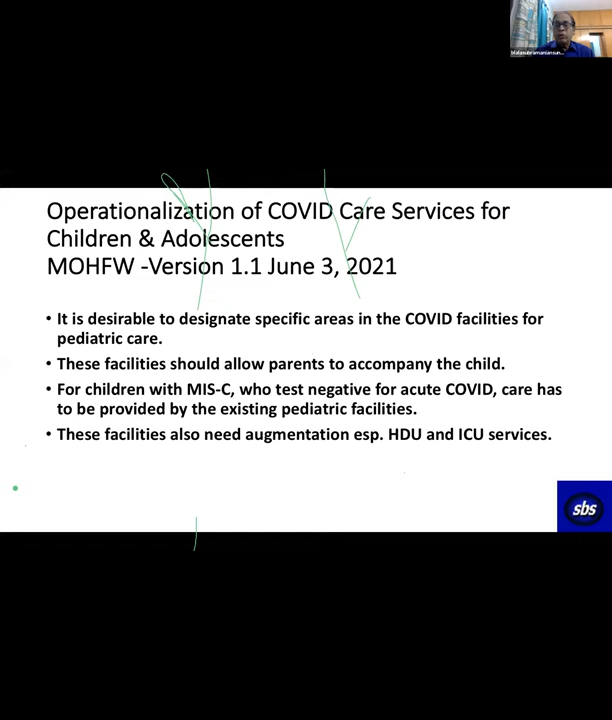 blalasubramaniansun...
Operationalization of COVID Care Services for
Children & Adolescents
MOHFW -Version 1.1 June 3, 2021
• It is desirable to designate specific areas in the COVID facilities for
pediatric care.
• These facilities should allow parents to accompany the child.
• For children with MIS-C, who test negative for acute COVID, care has
to be provided by the existing pediatric facilities.
• These facilities also need augmentation esp. HDU and ICU services.
sbs